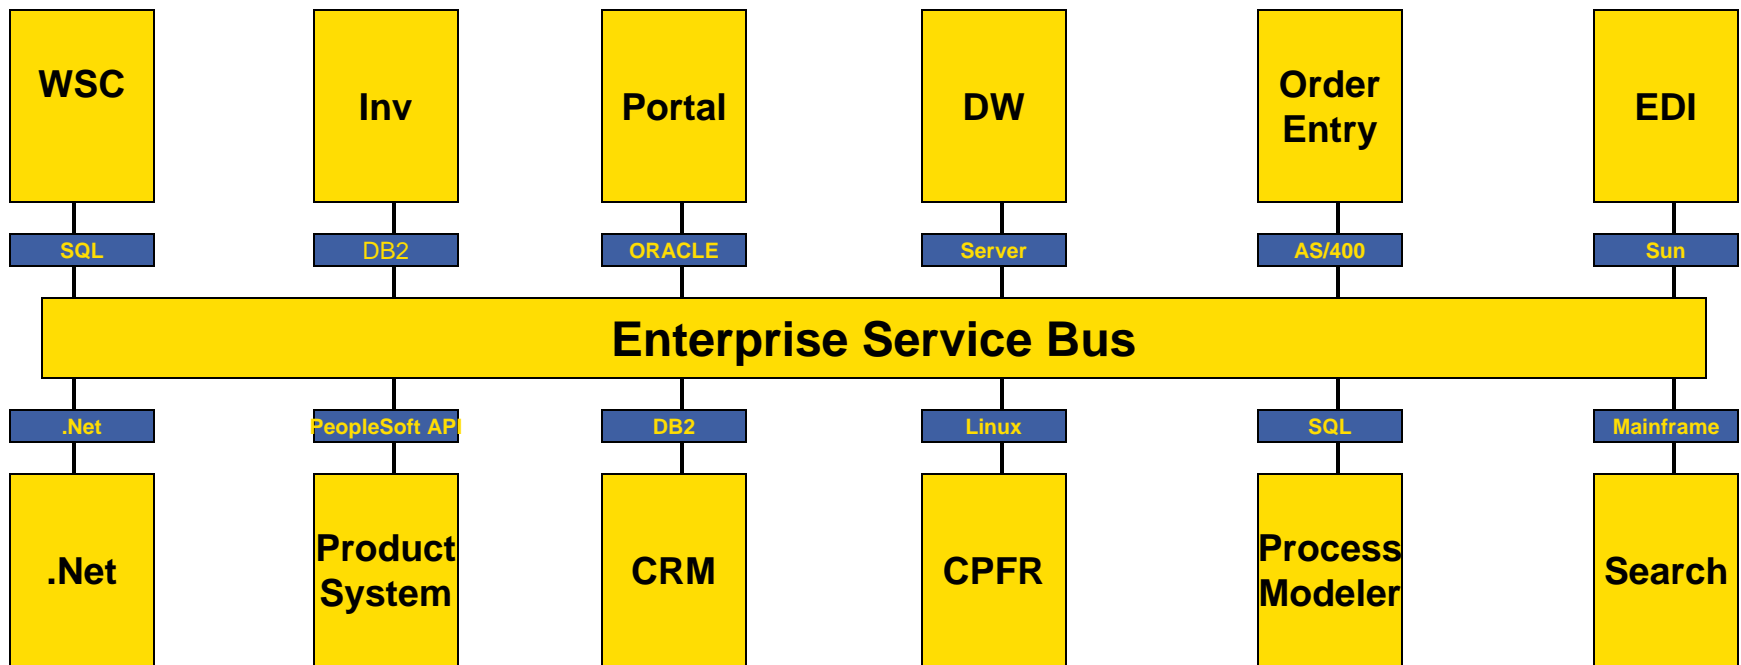 WSC
Inv
Portal
DW
Order
Entry
EDI
SQL
DB2
ORACLE
Server
AS/400
Sun
Enterprise Service Bus
.Net
PeopleSoft API
DB2
Linux
SQL
Mainframe
.Net
Product
System
CRM
CPFR
Process
Modeler
Search